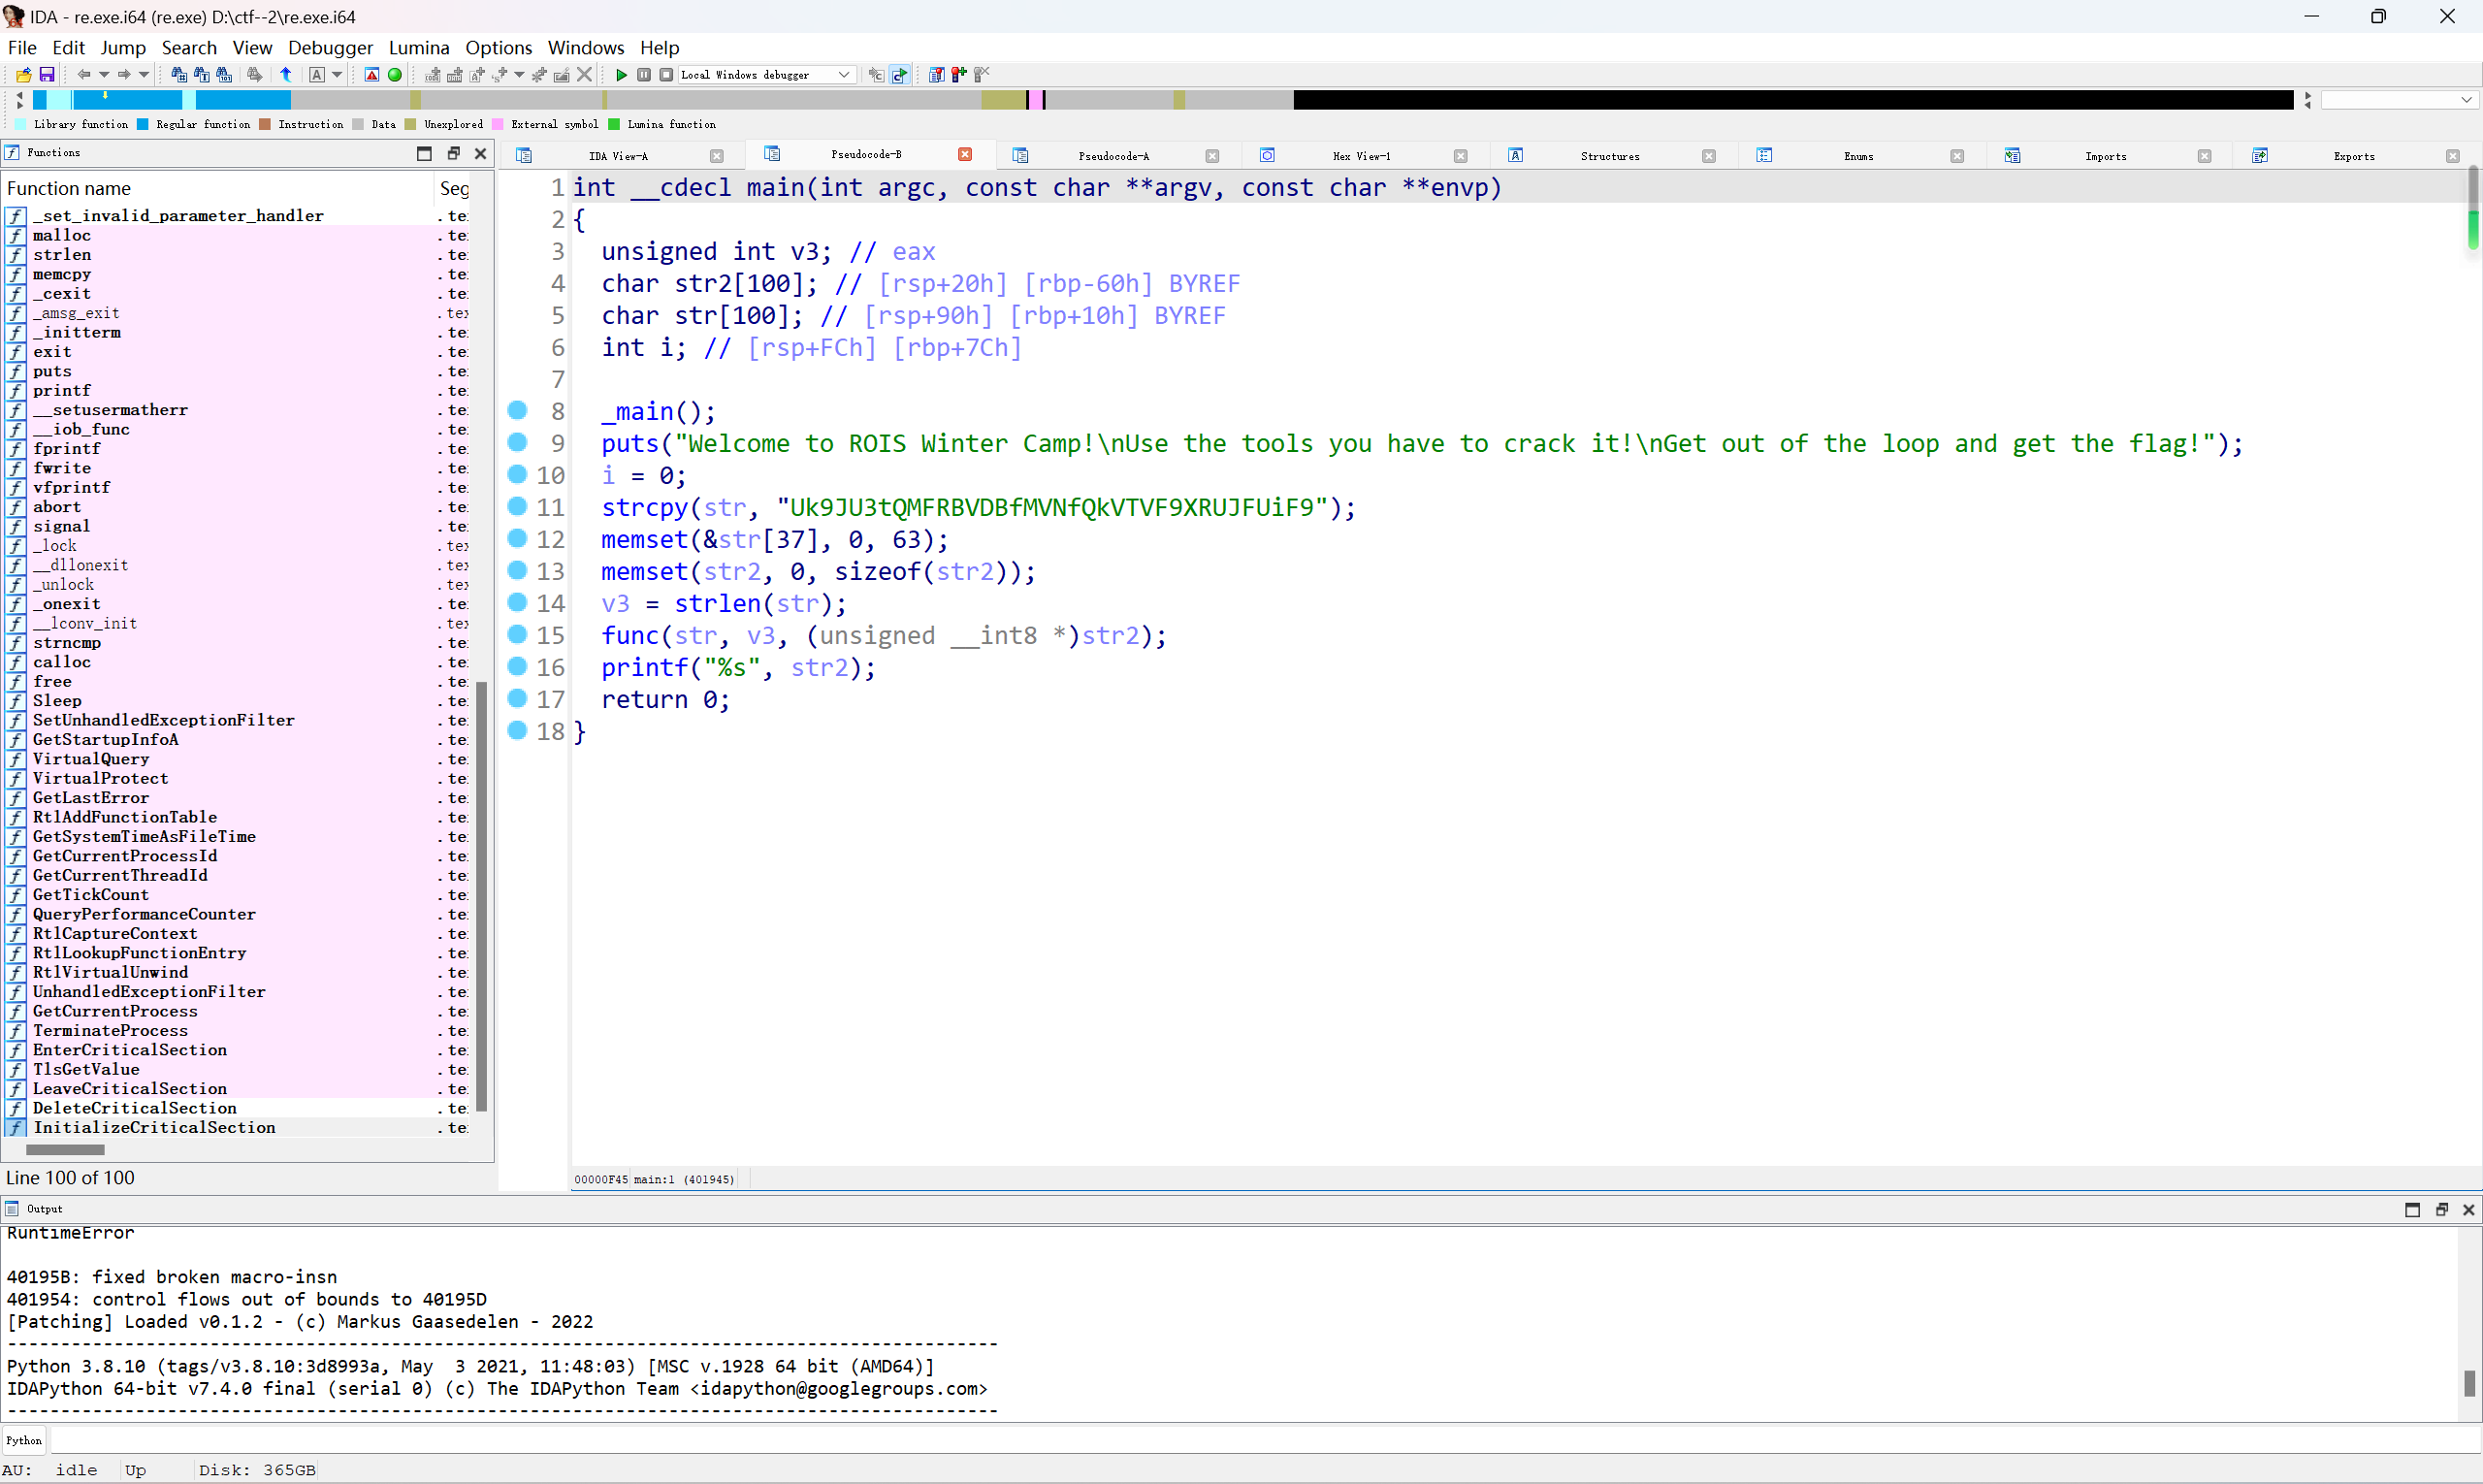 IDA - re.exe.i64 (re.exe) D:\ctf--2\re.exe.i64
File Edit Jump Search View Debugger Lumina Options Windows Help
Local Windows debugger
Library function Regular function Instruction Data Unexplored External symbol Lumina function
Functions
Function name Seg
_set_invalid_parameter_handler .te
malloc .te
strlen .te
memcpy .te
_cexit .te
_amsg_exit .te
_initterm .te
exit .te
puts .te
printf .te
__setusermatherr .te
__iob_func .te
fprintf .te
fwrite .te
vfprintf .te
abort .te
signal .te
_lock .te
__dllonexit .te
_unlock .te
_onexit .te
__lconv_init .te
strncmp .te
calloc .te
free .te
Sleep .te
SetUnhandledExceptionFilter .te
GetStartupInfoA .te
VirtualQuery .te
VirtualProtect .te
GetLastError .te
RtlAddFunctionTable .te
GetSystemTimeAsFileTime .te
GetCurrentProcessId .te
GetCurrentThreadId .te
GetTickCount .te
QueryPerformanceCounter .te
RtlCaptureContext .te
RtlLookupFunctionEntry .te
RtlVirtualUnwind .te
UnhandledExceptionFilter .te
GetCurrentProcess .te
TerminateProcess .te
EnterCriticalSection .te
TlsGetValue .te
LeaveCriticalSection .te
DeleteCriticalSection .te
InitializeCriticalSection .te
Line 100 of 100
IDA View-A Pseudocode-B Pseudocode-A Hex View-1 Structures Enums Imports Exports
1 int __cdecl main(int argc, const char **argv, const char **envp)
2 {
3 unsigned int v3; // eax
4 char str2[100]; // [rsp+20h] [rbp-60h] BYREF
5 char str[100]; // [rsp+90h] [rbp+10h] BYREF
6 int i; // [rsp+FCh] [rbp+7Ch]
7
8 _main();
9 puts("Welcome to ROIS Winter Camp!\nUse the tools you have to crack it!\nGet out of the loop and get the flag!");
10 i = 0;
11 strcpy(str, "Uk9JU3tQMFRBVDBfMVNfQkVTVF9XRUJFUiF9");
12 memset(&str[37], 0, 63);
13 memset(str2, 0, sizeof(str2));
14 v3 = strlen(str);
15 func(str, v3, (unsigned __int8 *)str2);
16 printf("%s", str2);
17 return 0;
18 }
00000F45 main:1 (401945)
Output
RuntimeError
40195B: fixed broken macro-insn
401954: control flows out of bounds to 40195D
[Patching] Loaded v0.1.2 - (c) Markus Gaasedelen - 2022
---------------------------------------------------------------------------------------------
Python 3.8.10 (tags/v3.8.10:3d8993a, May 3 2021, 11:48:03) [MSC v.1928 64 bit (AMD64)]
IDAPython 64-bit v7.4.0 final (serial 0) (c) The IDAPython Team <idapython@googlegroups.com>
---------------------------------------------------------------------------------------------
Python
AU: idle Up Disk: 365GB